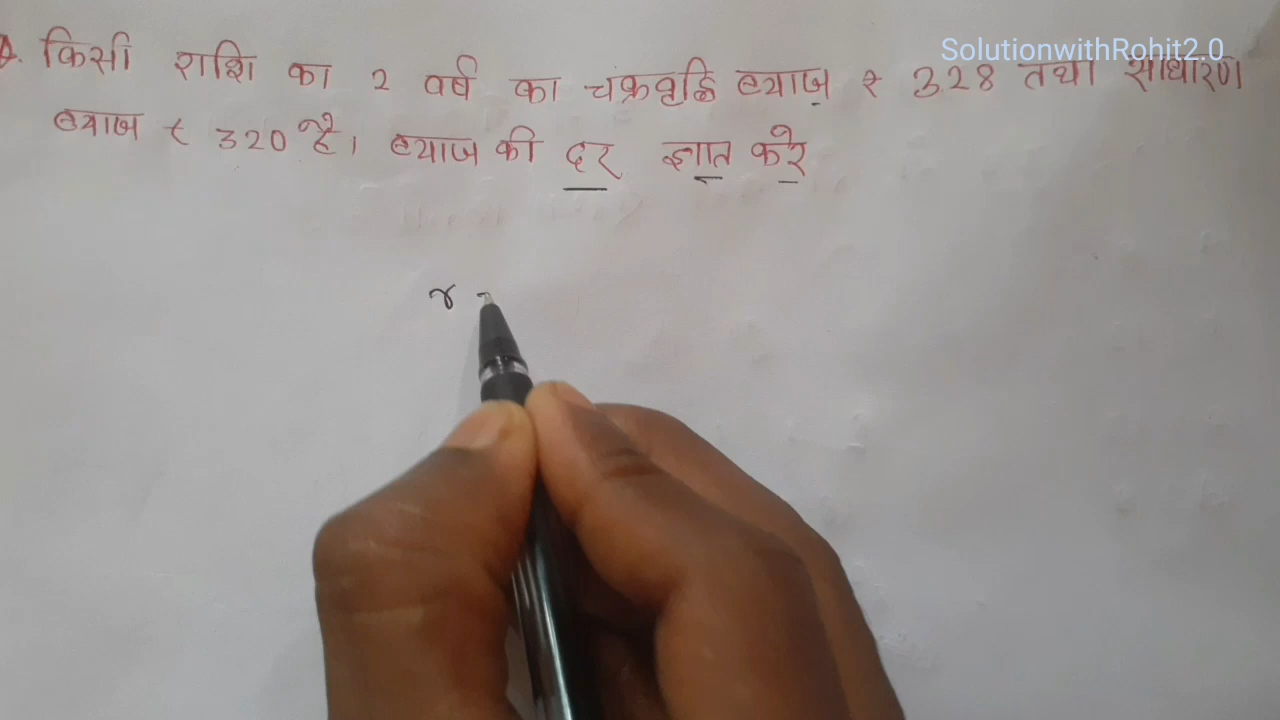 SolutionwithRohit2.0
Q. किसी राशि का 2 वर्ष का चक्रवृद्धि ब्याज ₹ 328 तथा साधारण
ब्याज ₹ 320 है। ब्याज की दर ज्ञात करे
r